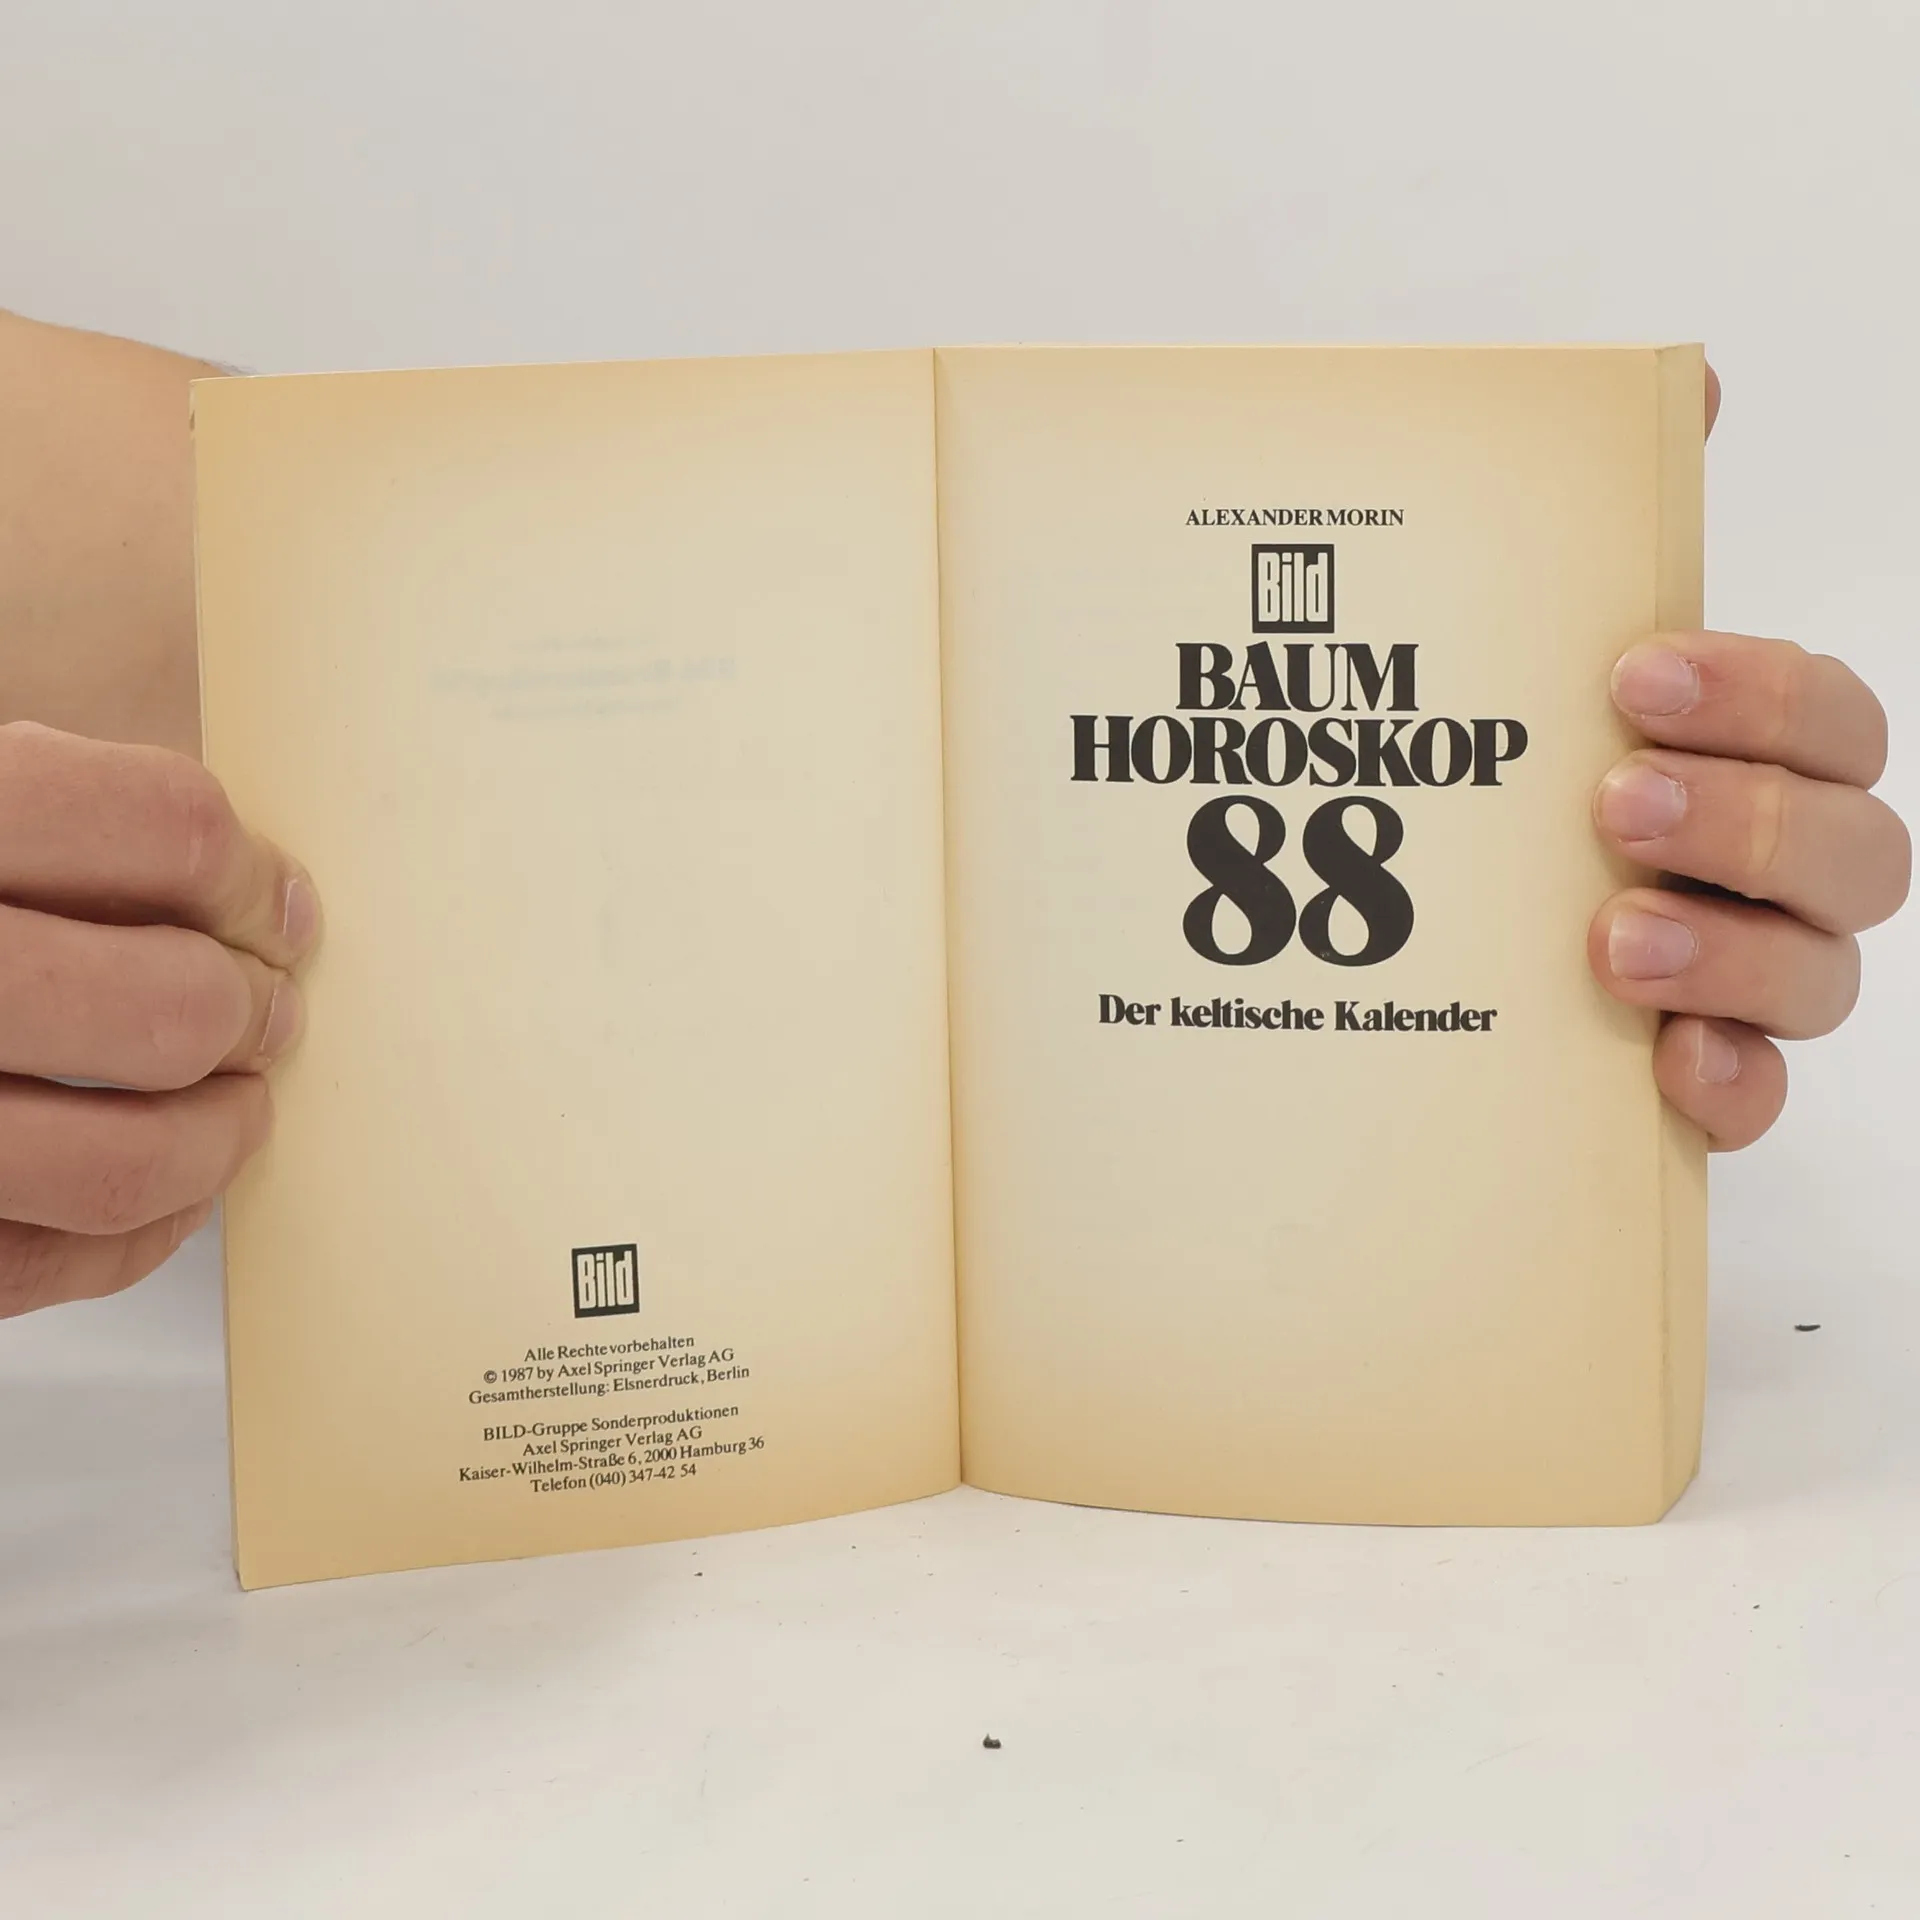 Bild
Alle Rechte vorbehalten
© 1987 by Axel Springer Verlag AG
Gesamtherstellung: Elsnerdruck, Berlin
BILD-Gruppe Sonderproduktionen
Axel Springer Verlag AG
Kaiser-Wilhelm-Straße 6, 2000 Hamburg 36
Telefon (040) 347-42 54
ALEXANDER MORIN
Bild
BAUM
HOROSKOP
88
Der keltische Kalender